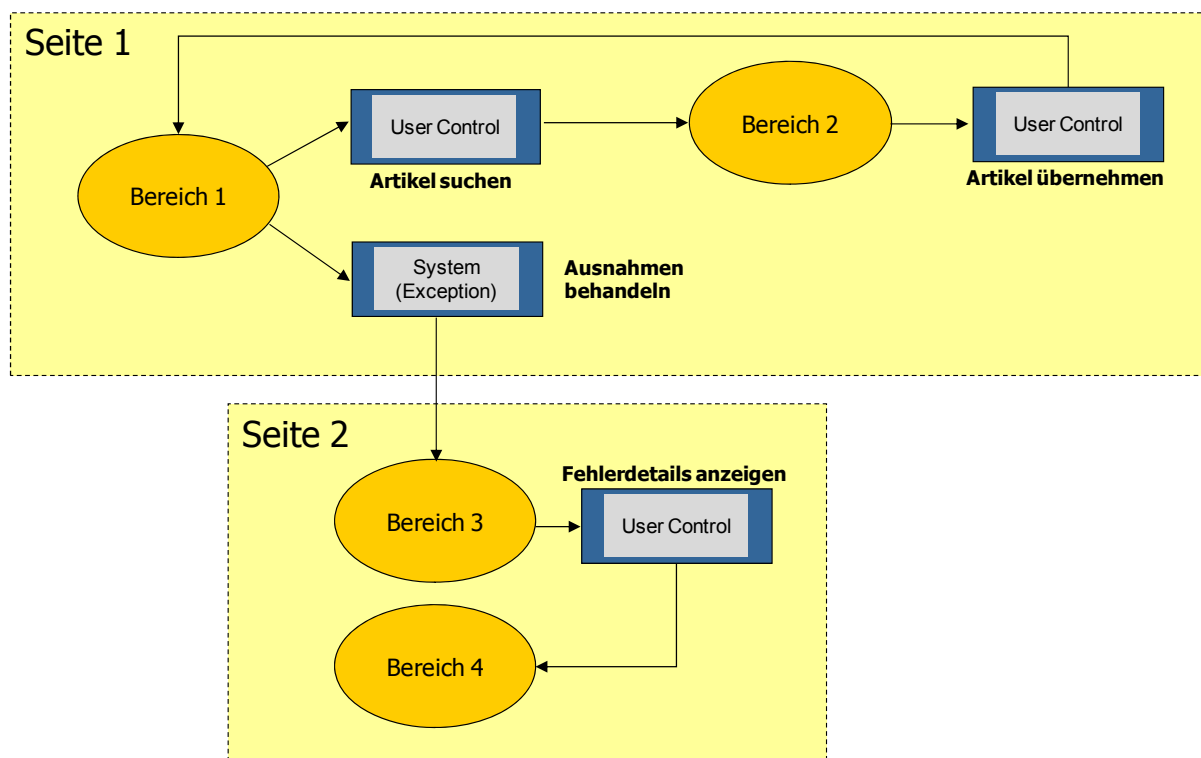 Seite 1
User Control
Artikel suchen
Bereich 2
User Control
Artikel übernehmen
Bereich 1
System
(Exception)
Ausnahmen
behandeln
Seite 2
Fehlerdetails anzeigen
Bereich 3
User Control
Bereich 4